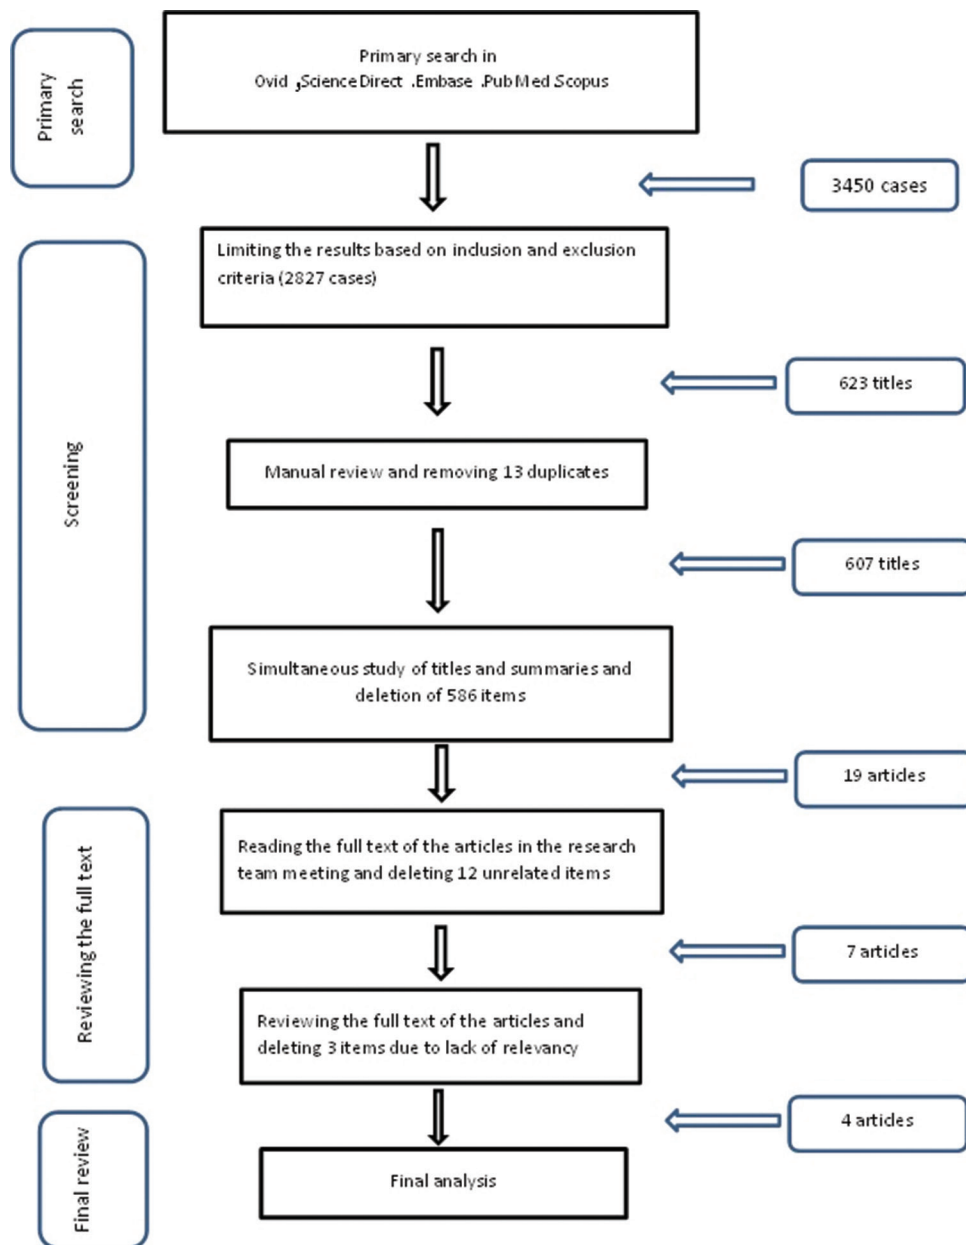 Primary
search
Primary search in
Ovid ,ScienceDirect .Embase .PubMed.Scopus
3450 cases
Screening
Limiting the results based on inclusion and exclusion
criteria (2827 cases)
623 titles
Manual review and removing 13 duplicates
607 titles
Simultaneous study of titles and summaries and
deletion of 586 items
19 articles
Reviewing the full text
Reading the full text of the articles in the research
team meeting and deleting 12 unrelated items
7 articles
Reviewing the full text of the articles and
deleting 3 items due to lack of relevancy
4 articles
Final review
Final analysis